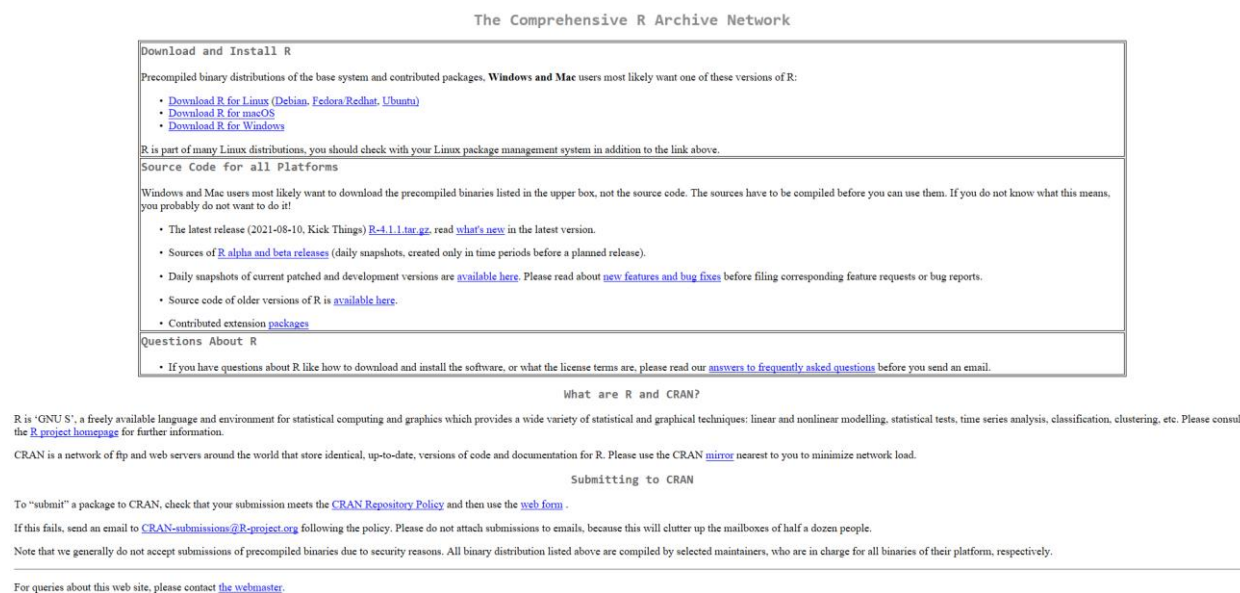 The Comprehensive R Archive Network
Download and Install R
Precompiled binary distributions of the base system and contributed packages, Windows and Mac users most likely want one of these versions of R:
• Download R for Linux (Debian, Fedora/Redhat, Ubuntu)
• Download R for macOS
• Download R for Windows
R is part of many Linux distributions, you should check with your Linux package management system in addition to the link above.
Source Code for all Platforms
Windows and Mac users most likely want to download the precompiled binaries listed in the upper box, not the source code. The sources have to be compiled before you can use them. If you do not know what this means,
you probably do not want to do it!
• The latest release (2021-08-10, Kick Things) R-4.1.1.tar.gz, read what's new in the latest version.
• Sources of R alpha and beta releases (daily snapshots, created only in time periods before a planned release).
• Daily snapshots of current patched and development versions are available here. Please read about new features and bug fixes before filing corresponding feature requests or bug reports.
• Source code of older versions of R is available here.
• Contributed extension packages
Questions About R
• If you have questions about R like how to download and install the software, or what the license terms are, please read our answers to frequently asked questions before you send an email.
What are R and CRAN?
R is ‘GNU S’, a freely available language and environment for statistical computing and graphics which provides a wide variety of statistical and graphical techniques: linear and nonlinear modelling, statistical tests, time series analysis, classification, clustering, etc. Please consul
the R project homepage for further information.
CRAN is a network of ftp and web servers around the world that store identical, up-to-date, versions of code and documentation for R. Please use the CRAN mirror nearest to you to minimize network load.
Submitting to CRAN
To “submit” a package to CRAN, check that your submission meets the CRAN Repository Policy and then use the web form .
If this fails, send an email to CRAN-submissions@R-project.org following the policy. Please do not attach submissions to emails, because this will clutter up the mailboxes of half a dozen people.
Note that we generally do not accept submissions of precompiled binaries due to security reasons. All binary distribution listed above are compiled by selected maintainers, who are in charge for all binaries of their platform, respectively.
For queries about this web site, please contact the webmaster.